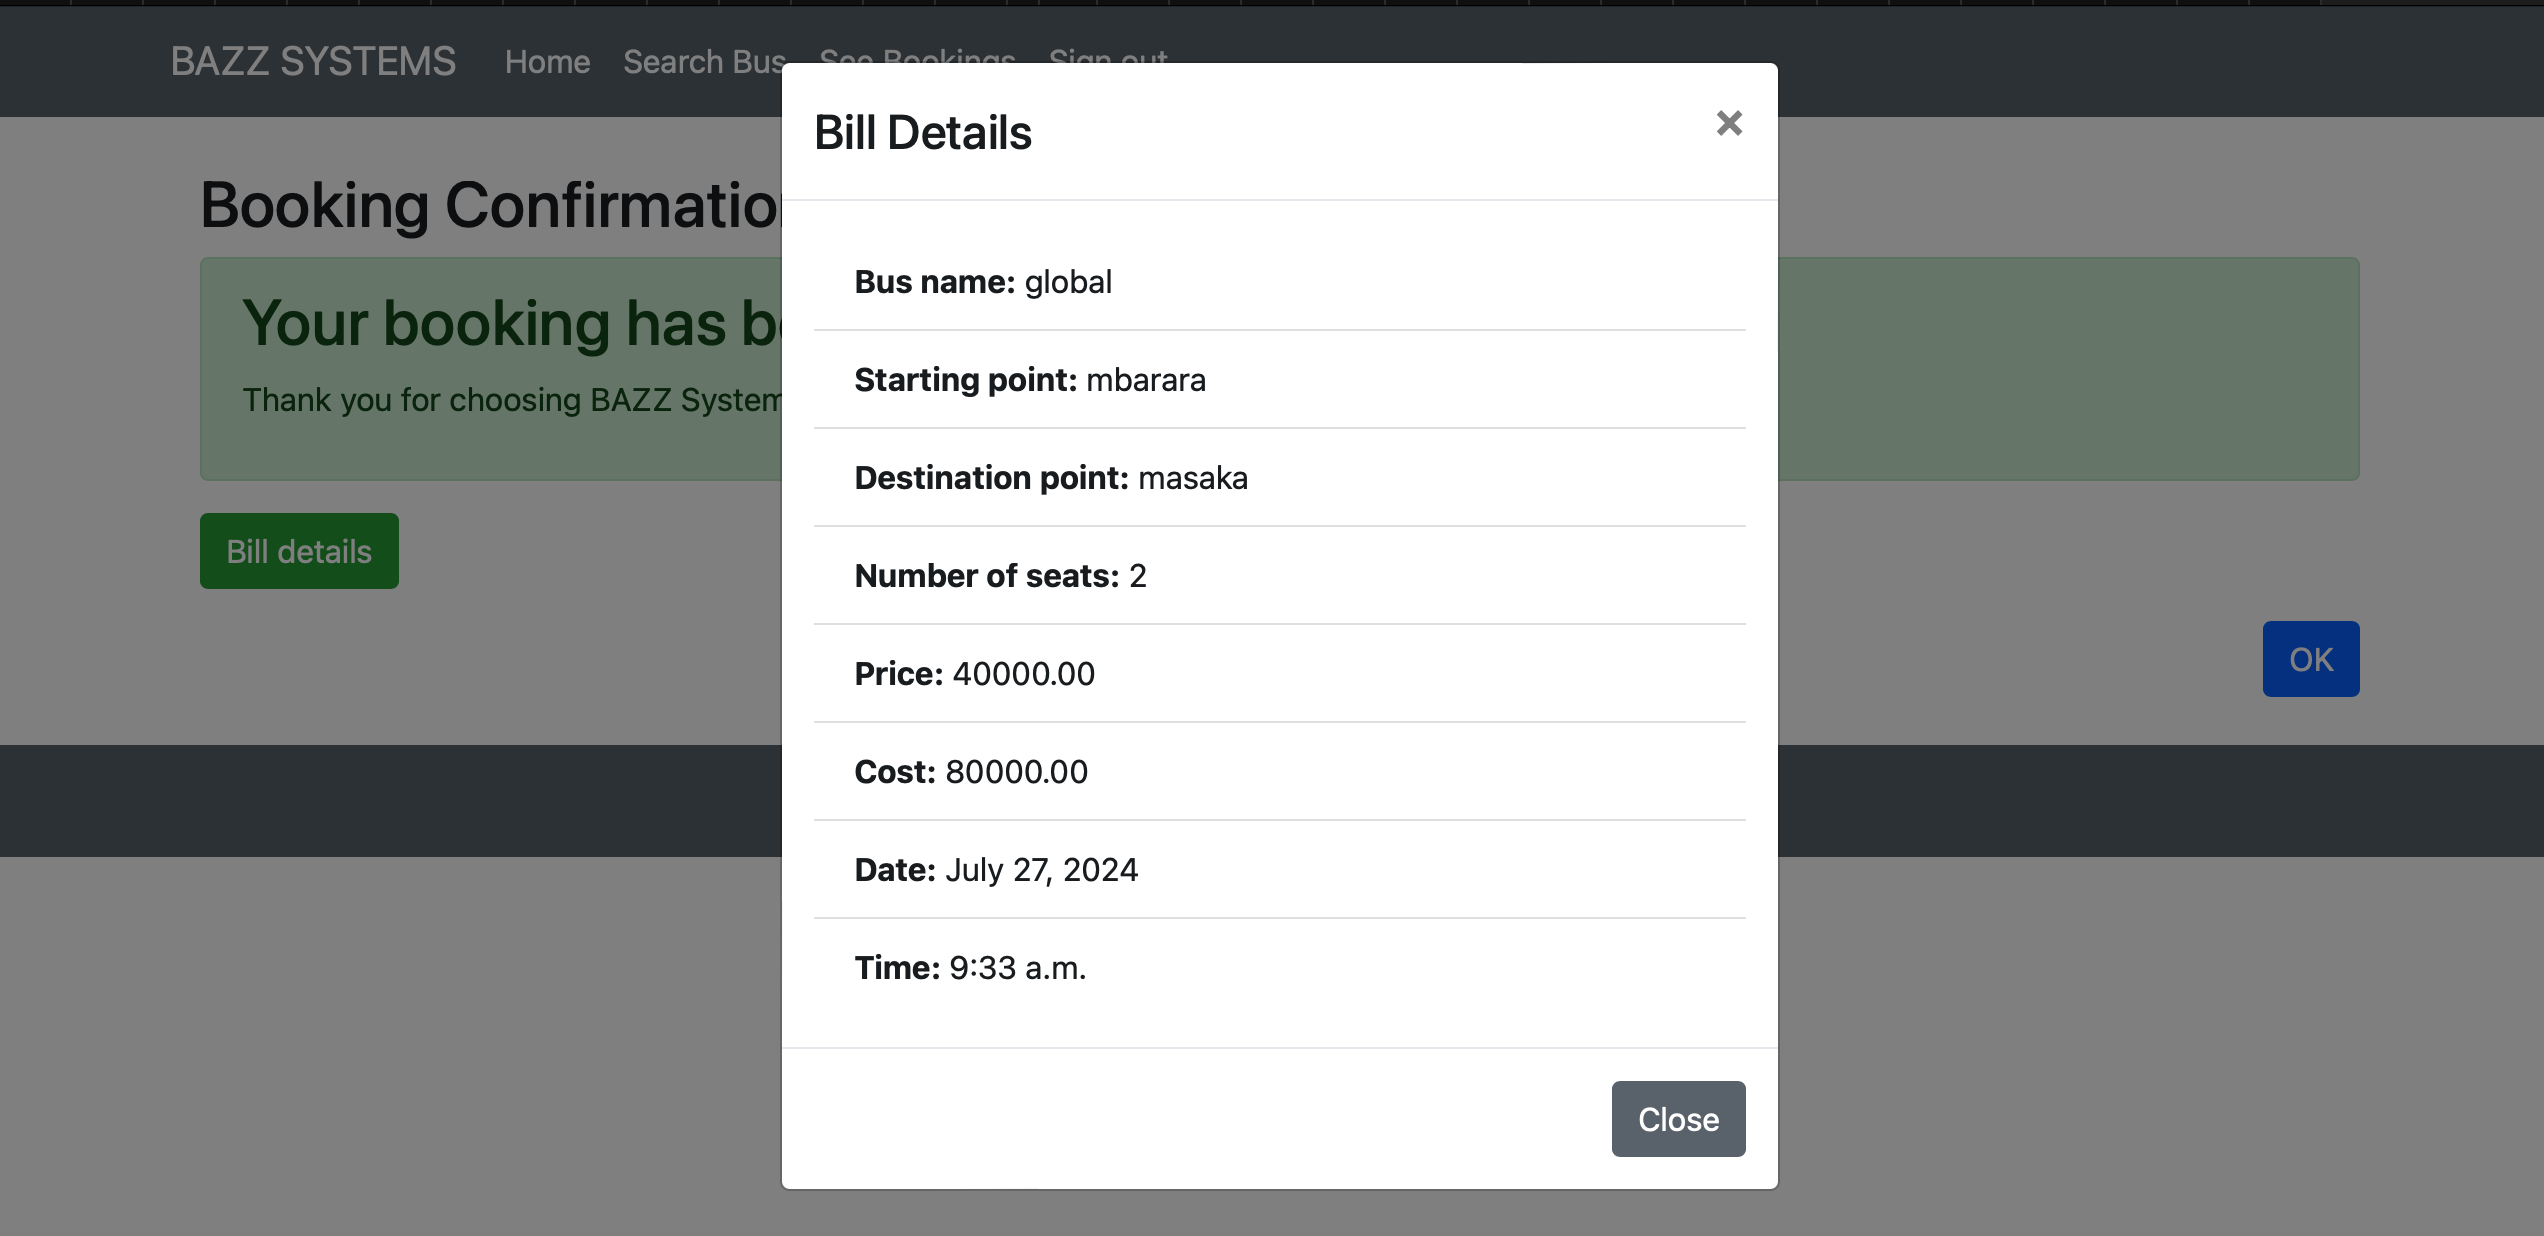 BAZZ SYSTEMS Home Search Bus See Bookings Sign out
Bill Details
×
Booking Confirmation
Your booking has
Thank you for choosing BAZZ System
Bill details
OK
Bus name: global
Starting point: mbarara
Destination point: masaka
Number of seats: 2
Price: 40000.00
Cost: 80000.00
Date: July 27, 2024
Time: 9:33 a.m.
Close